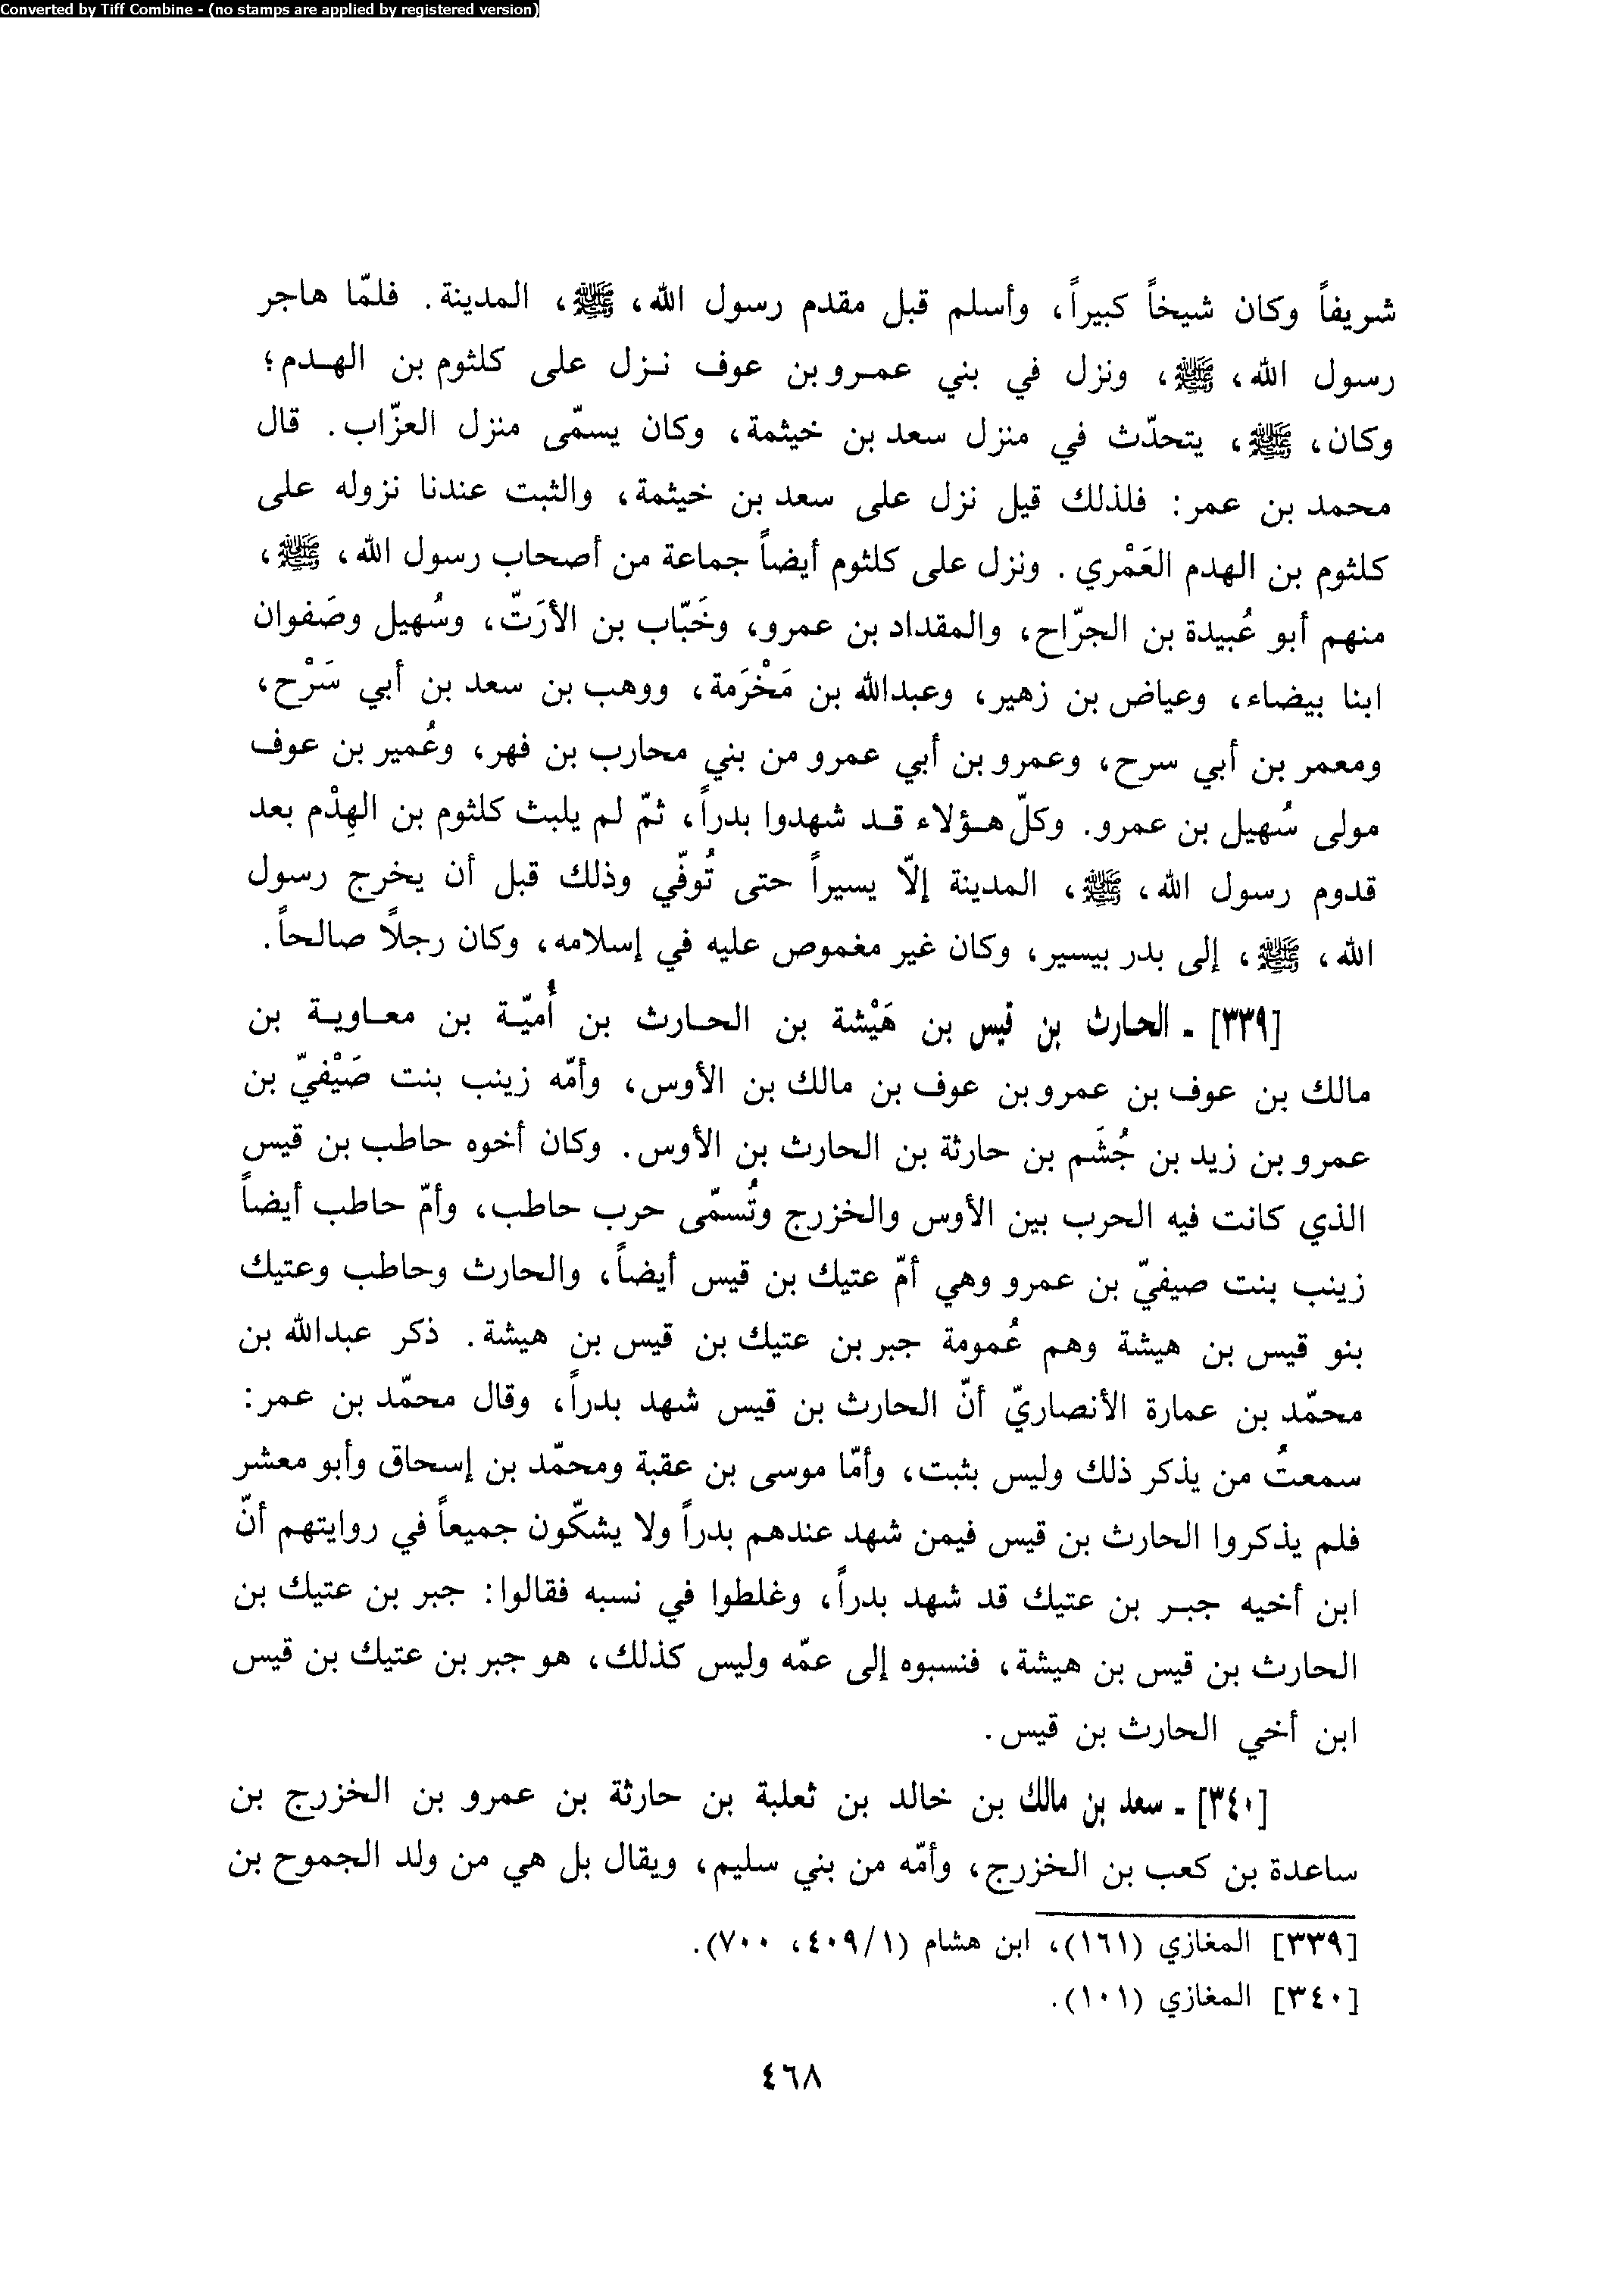 Converted by Tiff Combine - (no stamps are applied by registered version)
شريفاً وكان شيخاً كبيراً، وأسلم قبل مقدم رسول الله، ﷺ، المدينة. فلمّا هاجر
رسول الله، ﷺ، ونزل في بني عمرو بن عوف نزل على كلثوم بن الهدم؛
وكان، ﷺ، يتحدّث في منزل سعد بن خيثمة، وكان يسمّى منزل العزّاب. قال
محمد بن عمر: فلذلك قيل نزل على سعد بن خيثمة، والثبت عندنا نزوله على
كلثوم بن الهدم العَمْري. ونزل على كلثوم أيضاً جماعة من أصحاب رسول الله، ﷺ،
منهم أبو عُبيدة بن الجرّاح، والمقداد بن عمرو، وخَبّاب بن الأرَتّ، وسُهيل وصَفوان
ابنا بيضاء، وعياض بن زهير، وعبدالله بن مَخْرَمة، ووهب بن سعد بن أبي سَرْح،
ومعمر بن أبي سرح، وعمرو بن أبي عمرو من بني محارب بن فهر، وعُمير بن عوف
مولى سُهيل بن عمرو. وكلّ هؤلاء قد شهدوا بدراً، ثمّ لم يلبث كلثوم بن الهِدْم بعد
قدوم رسول الله، ﷺ، المدينة إلاّ يسيراً حتى تُوفّي وذلك قبل أن يخرج رسول
الله، ﷺ، إلى بدر بيسير، وكان غير مغموص عليه في إسلامه، وكان رجلاً صالحاً.
[٣٣٩] - الحارث بن قيس بن هَيْشة بن الحارث بن أُميّة بن معاوية بن
مالك بن عوف بن عمرو بن عوف بن مالك بن الأوس، وأمّه زينب بنت صَيْفيّ بن
عمرو بن زيد بن جُشَم بن حارثة بن الحارث بن الأوس. وكان أخوه حاطب بن قيس
الذي كانت فيه الحرب بين الأوس والخزرج وتُسمّى حرب حاطب، وأمّ حاطب أيضاً
زينب بنت صيفيّ بن عمرو وهي أمّ عتيك بن قيس أيضاً، والحارث وحاطب وعتيك
بنو قيس بن هيشة وهم عُمومة جبر بن عتيك بن قيس بن هيشة. ذكر عبدالله بن
محمّد بن عمارة الأنصاريّ أنّ الحارث بن قيس شهد بدراً، وقال محمّد بن عمر:
سمعتُ من يذكر ذلك وليس بثبت، وأمّا موسى بن عقبة ومحمّد بن إسحاق وأبو معشر
فلم يذكروا الحارث بن قيس فيمن شهد عندهم بدراً ولا يشكّون جميعاً في روايتهم أنّ
ابن أخيه جبر بن عتيك قد شهد بدراً، وغلطوا في نسبه فقالوا: جبر بن عتيك بن
الحارث بن قيس بن هيشة، فنسبوه إلى عمّه وليس كذلك، هو جبر بن عتيك بن قيس
ابن أخي الحارث بن قيس.
[٣٤٠] - سعد بن مالك بن خالد بن ثعلبة بن حارثة بن عمرو بن الخزرج بن
ساعدة بن كعب بن الخزرج، وأمّه من بني سليم، ويقال بل هي من ولد الجموح بن
[٣٣٩] المغازي (١٦١)، ابن هشام (٤٠٩/١، ٧٠٠).
[٣٤٠] المغازي (١٠١).
٤٦٨